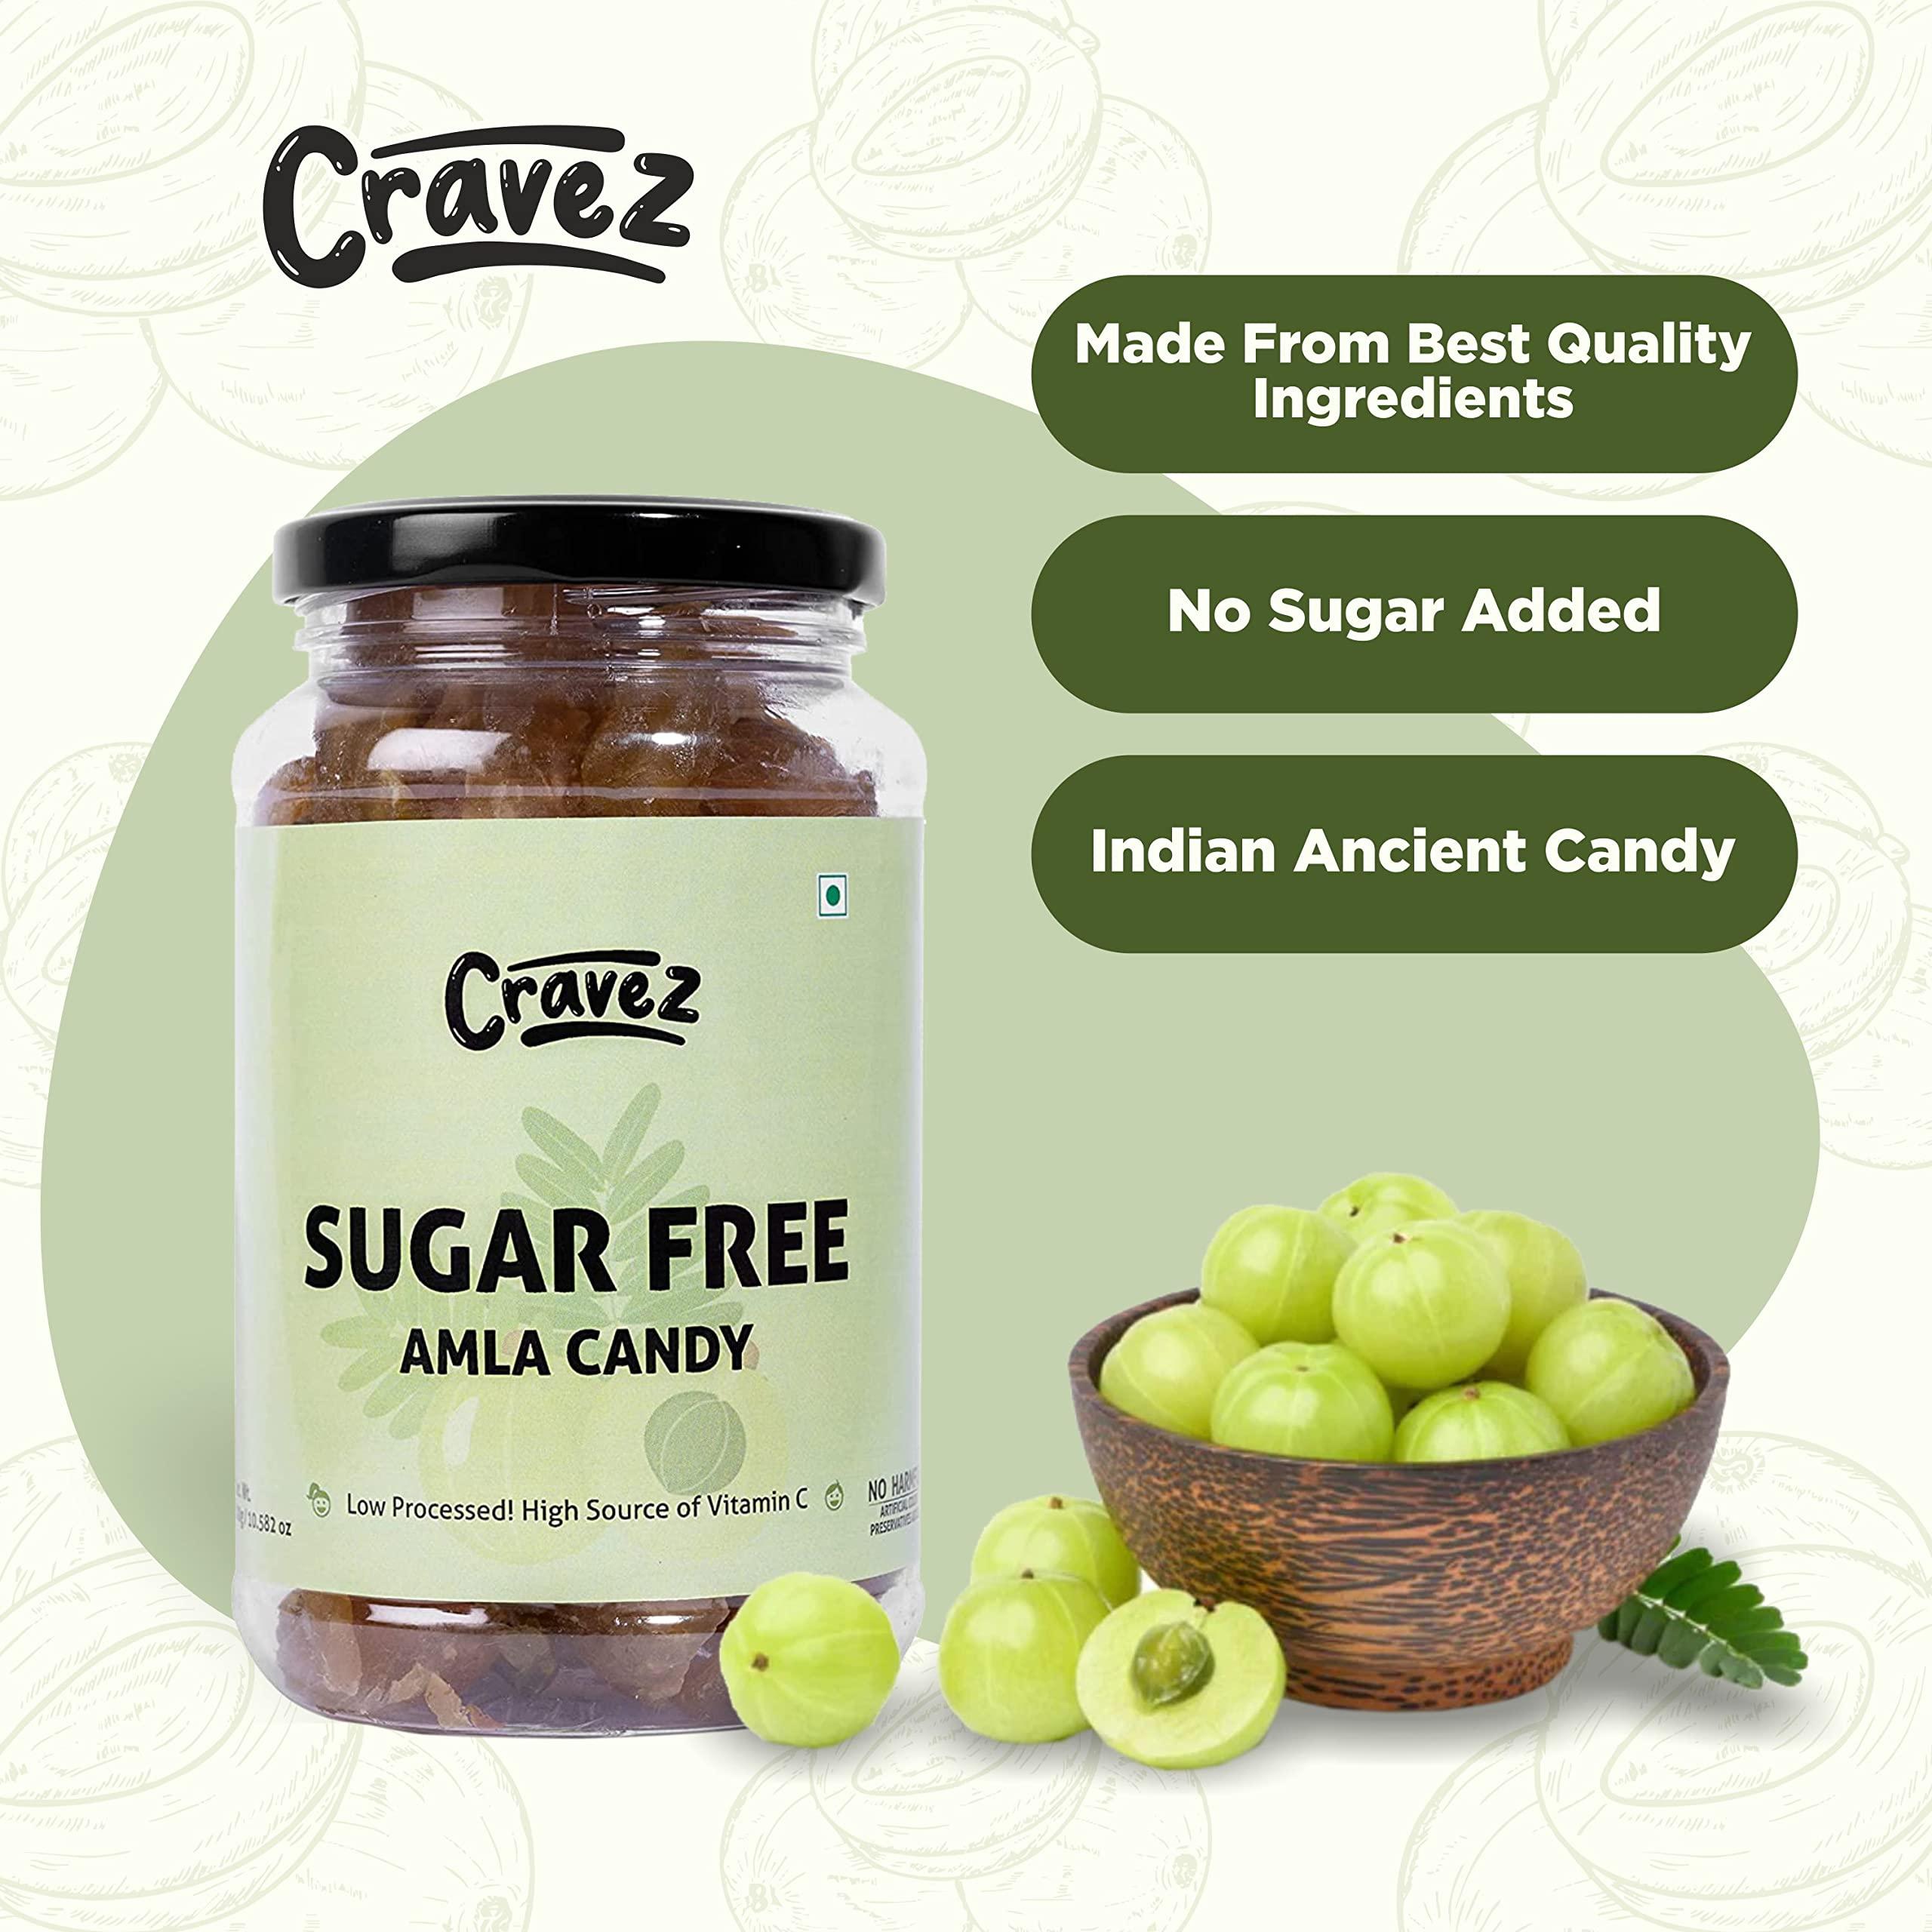 Cravez
Made From Best Quality
Ingredients
No Sugar Added
Indian Ancient Candy
Cravez
SUGAR FREE
AMLA CANDY
Low Processed! High Source of Vitamin C
10.582 oz
NO
ARTIFICIAL